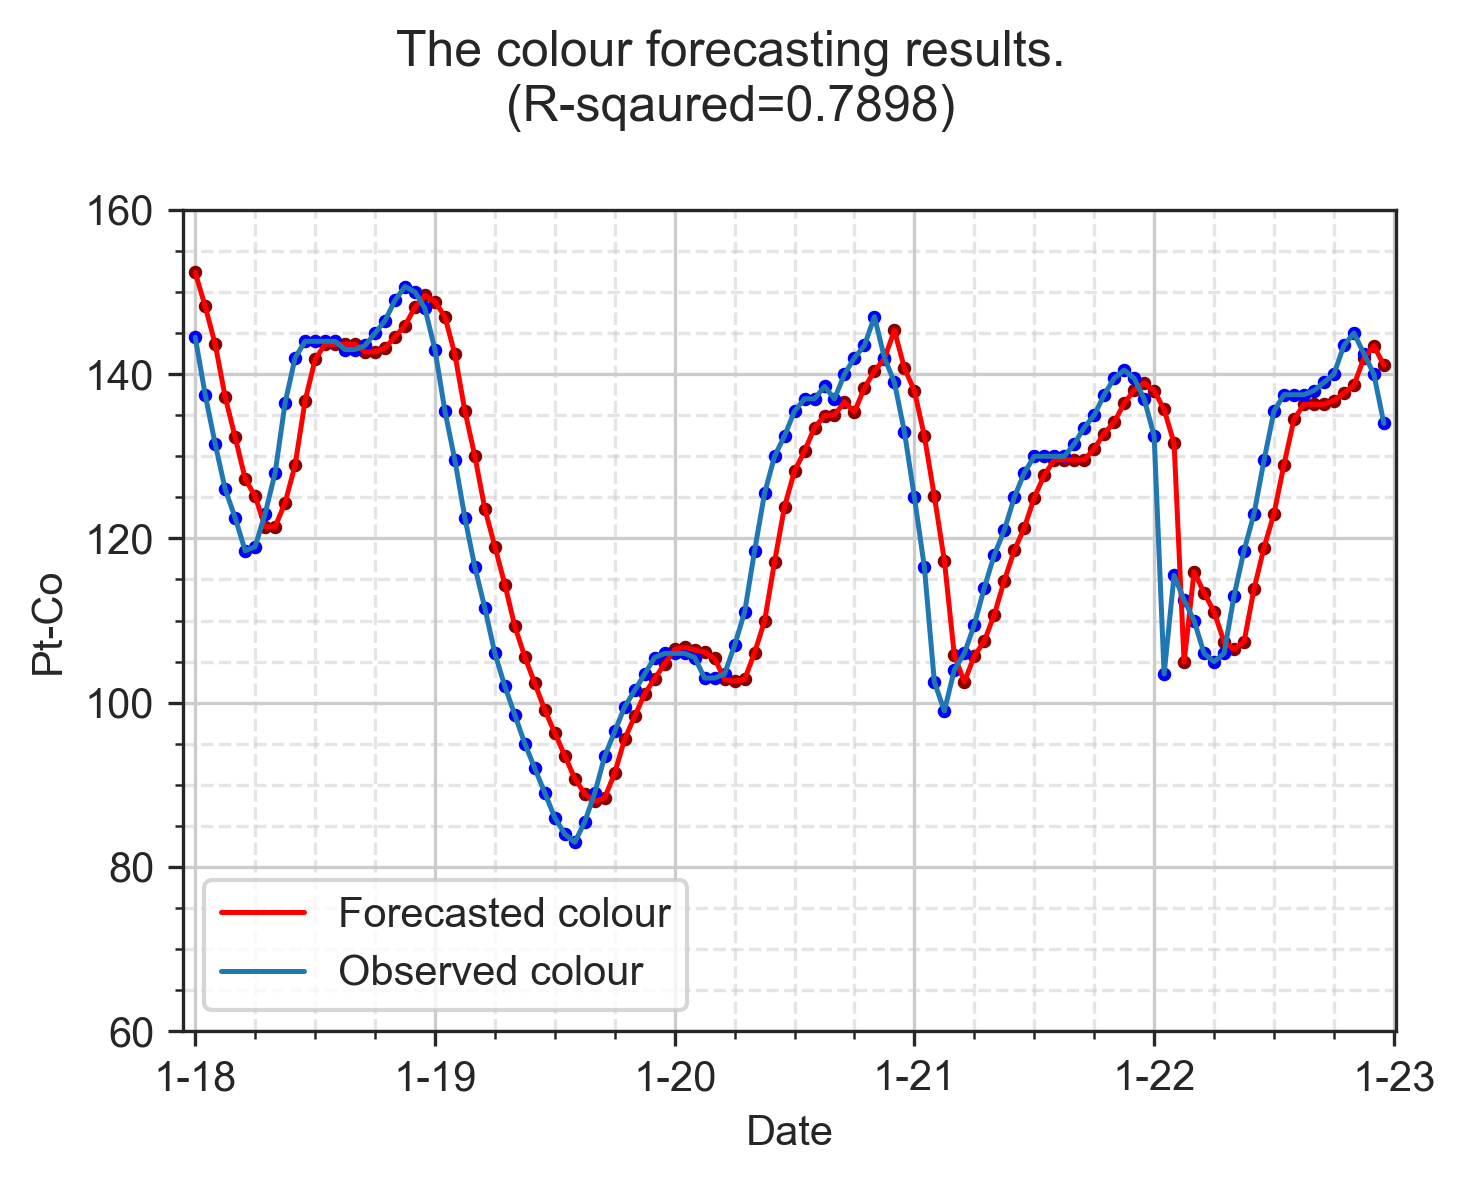 The colour forecasting results.
(R-sqaured=0.7898)
160
140
120
100
80
60
Pt-Co
Forecasted colour
Observed colour
1-18 1-19 1-20 1-21 1-22 1-23
Date